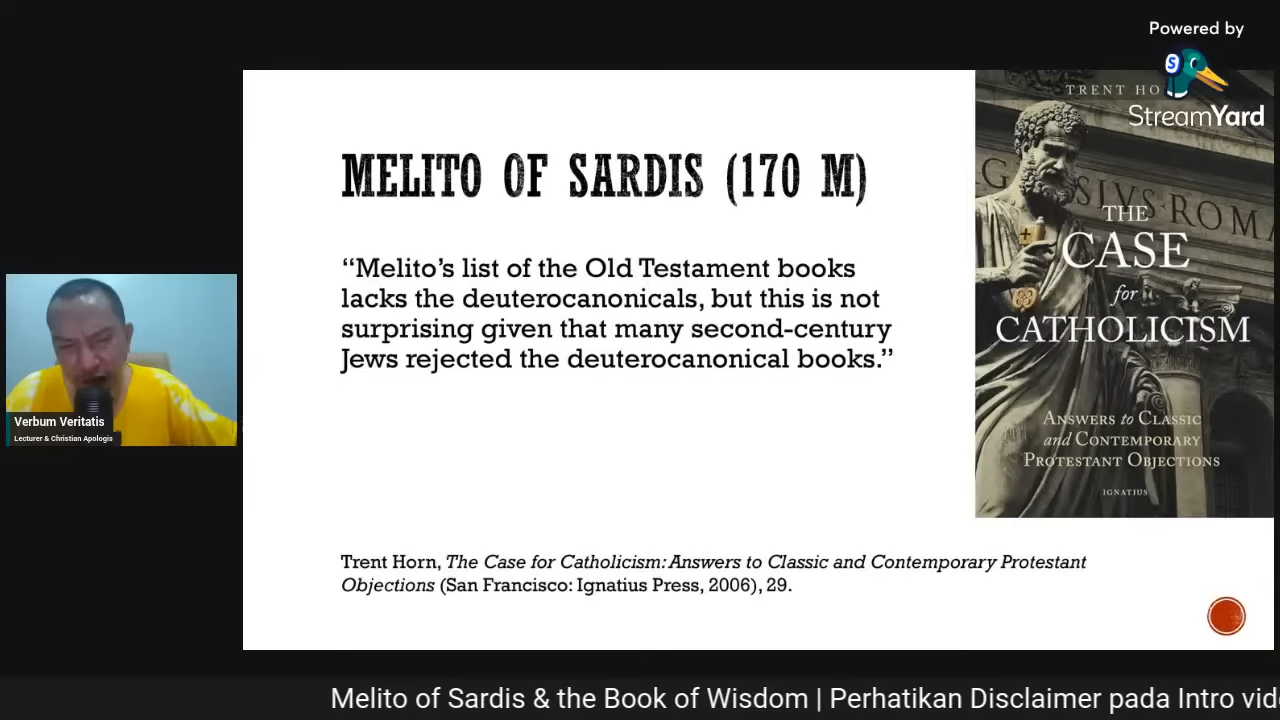 Powered by
StreamYard
MELITO OF SARDIS (170 M)
“Melito’s list of the Old Testament books
lacks the deuterocanonicals, but this is not
surprising given that many second-century
Jews rejected the deuterocanonical books.”
Trent Horn, The Case for Catholicism: Answers to Classic and Contemporary Protestant
Objections (San Francisco: Ignatius Press, 2006), 29.
TRENT HO
THE
CASE
for
CATHOLICISM
ANSWERS to CLASSIC
and CONTEMPORARY
PROTESTANT OBJECTIONS
IGNATIUS
Verbum Veritatis
Lecturer & Christian Apologis
Melito of Sardis & the Book of Wisdom | Perhatikan Disclaimer pada Intro vid